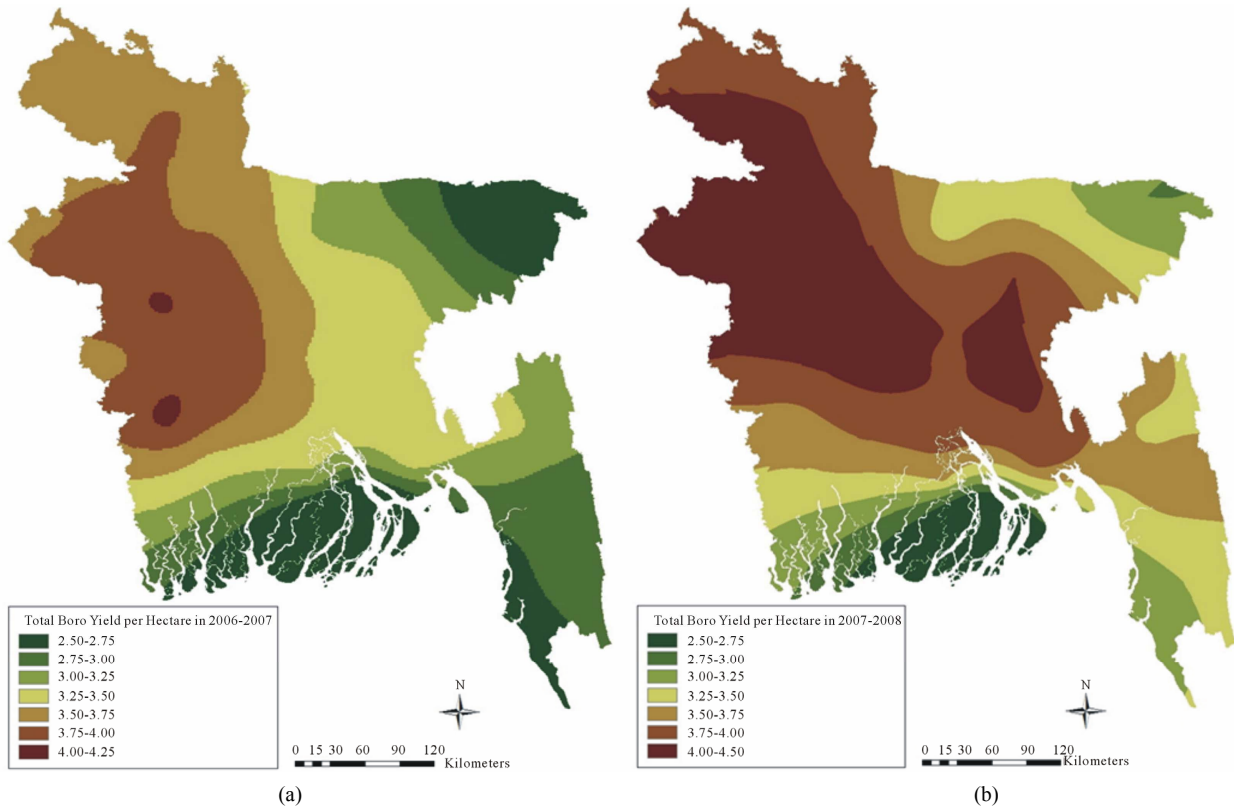 Total Boro Yield per Hectare in 2006-2007
2.50-2.75
2.75-3.00
3.00-3.25
3.25-3.50
3.50-3.75
3.75-4.00
4.00-4.25
N
0 15 30 60 90 120
Kilometers
(a)
Total Boro Yield per Hectare in 2007-2008
2.50-2.75
2.75-3.00
3.00-3.25
3.25-3.50
3.50-3.75
3.75-4.00
4.00-4.50
N
0 15 30 60 90 120
Kilometers
(b)